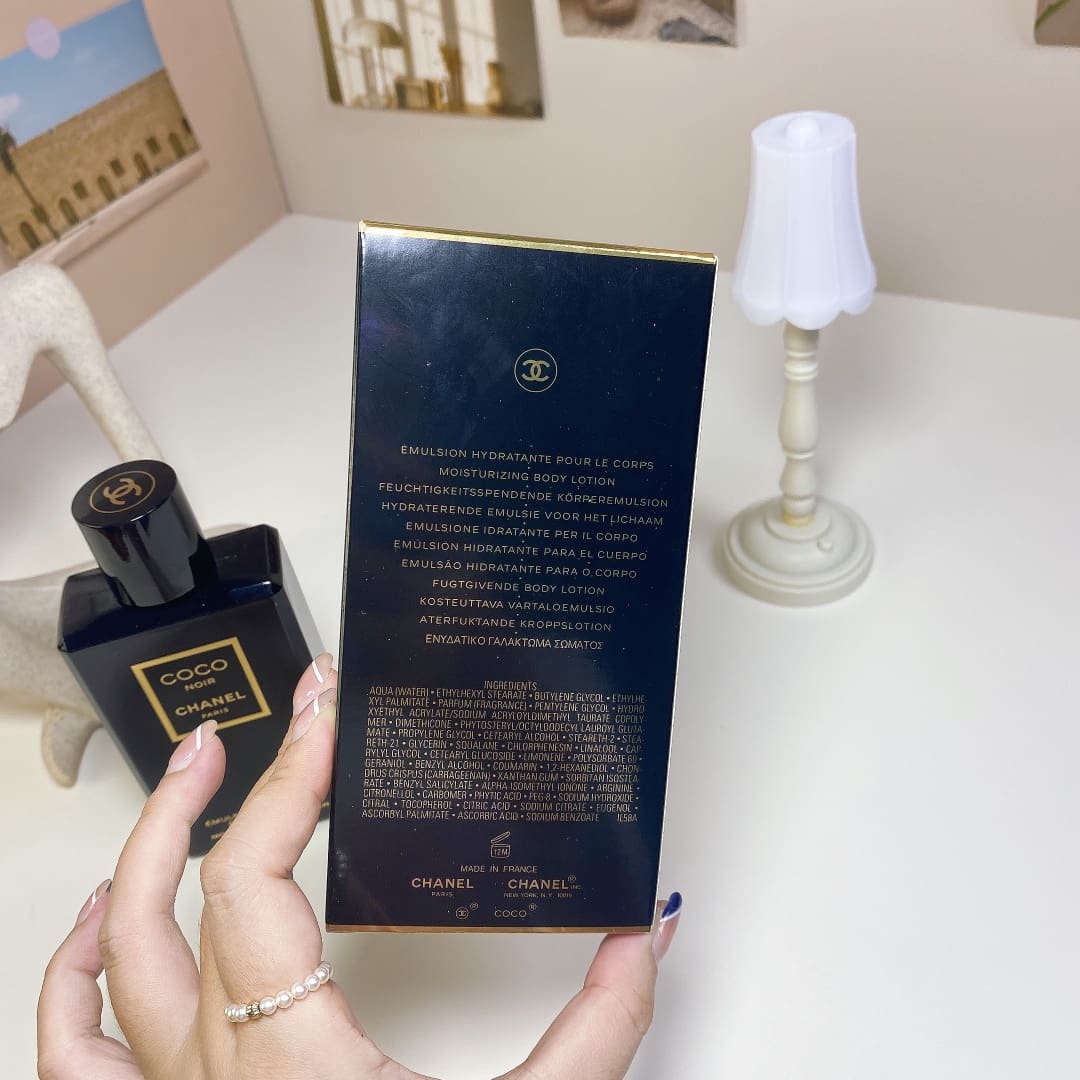 ÉMULSION HYDRATANTE POUR LE CORPS
MOISTURIZING BODY LOTION
FEUCHTIGKEITSSPENDENDE KÖRPEREMULSION
HYDRATERENDE EMULSIE VOOR HET LICHAAM
EMULSIONE IDRATANTE PER IL CORPO
EMULSIÓN HIDRATANTE PARA EL CUERPO
EMULSÃO HIDRATANTE PARA O CORPO
FUGTGIVENDE BODY LOTION
KOSTEUTTAVA VARTALOEMULSIO
ÅTERFUKTANDE KROPPSLOTION
ΕΝΥΔΑΤΙΚΟ ΓΑΛΑΚΤΩΜΑ ΣΩΜΑΤΟΣ
INGREDIENTS
AQUA (WATER) • ETHYLHEXYL STEARATE • BUTYLENE GLYCOL • ETHYLHE-
XYL PALMITATE • PARFUM (FRAGRANCE) • PENTYLENE GLYCOL • HYDRO-
XYETHYL ACRYLATE/SODIUM ACRYLOYLDIMETHYL TAURATE COPOLY-
MER • DIMETHICONE • PHYTOSTERYL/OCTYLDODECYL LAUROYL GLUTA-
MATE • PROPYLENE GLYCOL • CETEARYL ALCOHOL • STEARETH-2 • STEA-
RETH-21 • GLYCERIN • SQUALANE • CHLORPHENESIN • LINALOOL • CAP-
RYLYL GLYCOL • CETEARYL GLUCOSIDE • LIMONENE • POLYSORBATE 60 •
GERANIOL • BENZYL ALCOHOL • COUMARIN • 1,2-HEXANEDIOL • CHON-
DRUS CRISPUS (CARRAGEENAN) • XANTHAN GUM • SORBITAN ISOSTEA-
RATE • BENZYL SALICYLATE • ALPHA-ISOMETHYL IONONE • ARGININE •
CITRONELLOL • CARBOMER • PHYTIC ACID • PEG-8 • SODIUM HYDROXIDE •
CITRAL • TOCOPHEROL • CITRIC ACID • SODIUM CITRATE • EUGENOL •
ASCORBYL PALMITATE • ASCORBIC ACID • SODIUM BENZOATE IL58A
12M
MADE IN FRANCE
CHANEL CHANEL® INC.
PARIS NEW YORK, N.Y. 10019
® COCO®
COCO
NOIR
CHANEL
PARIS